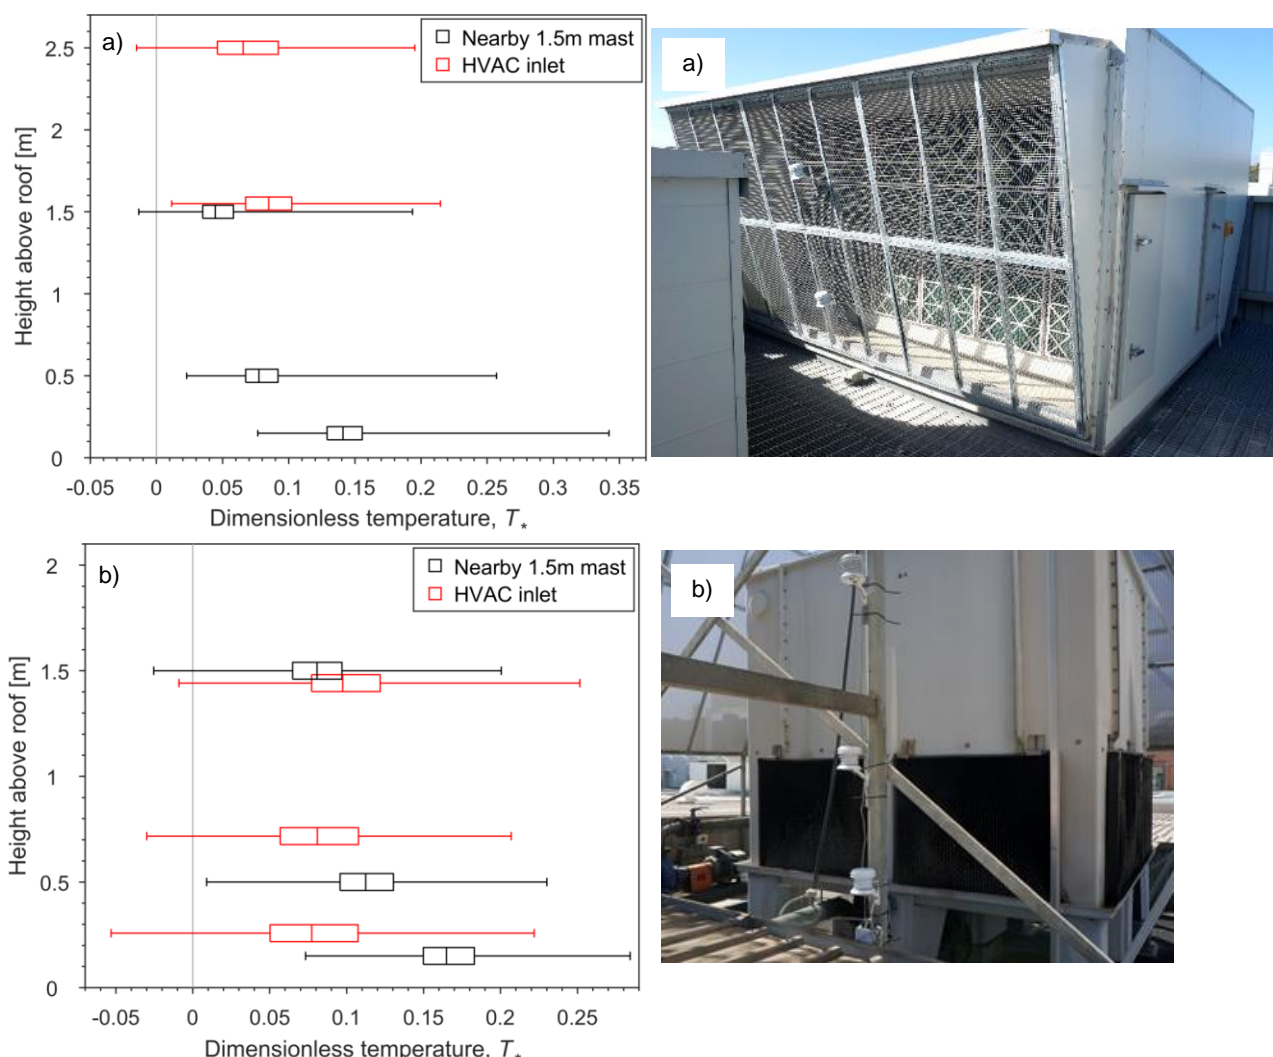 a)
Nearby 1.5m mast
HVAC inlet
Height above roof [m]
2.5
2
1.5
1
0.5
0
-0.05 0 0.05 0.1 0.15 0.2 0.25 0.3 0.35
Dimensionless temperature, T*
a)
b)
Nearby 1.5m mast
HVAC inlet
Height above roof [m]
2
1.5
1
0.5
0
-0.05 0 0.05 0.1 0.15 0.2 0.25
Dimensionless temperature, T*
b)